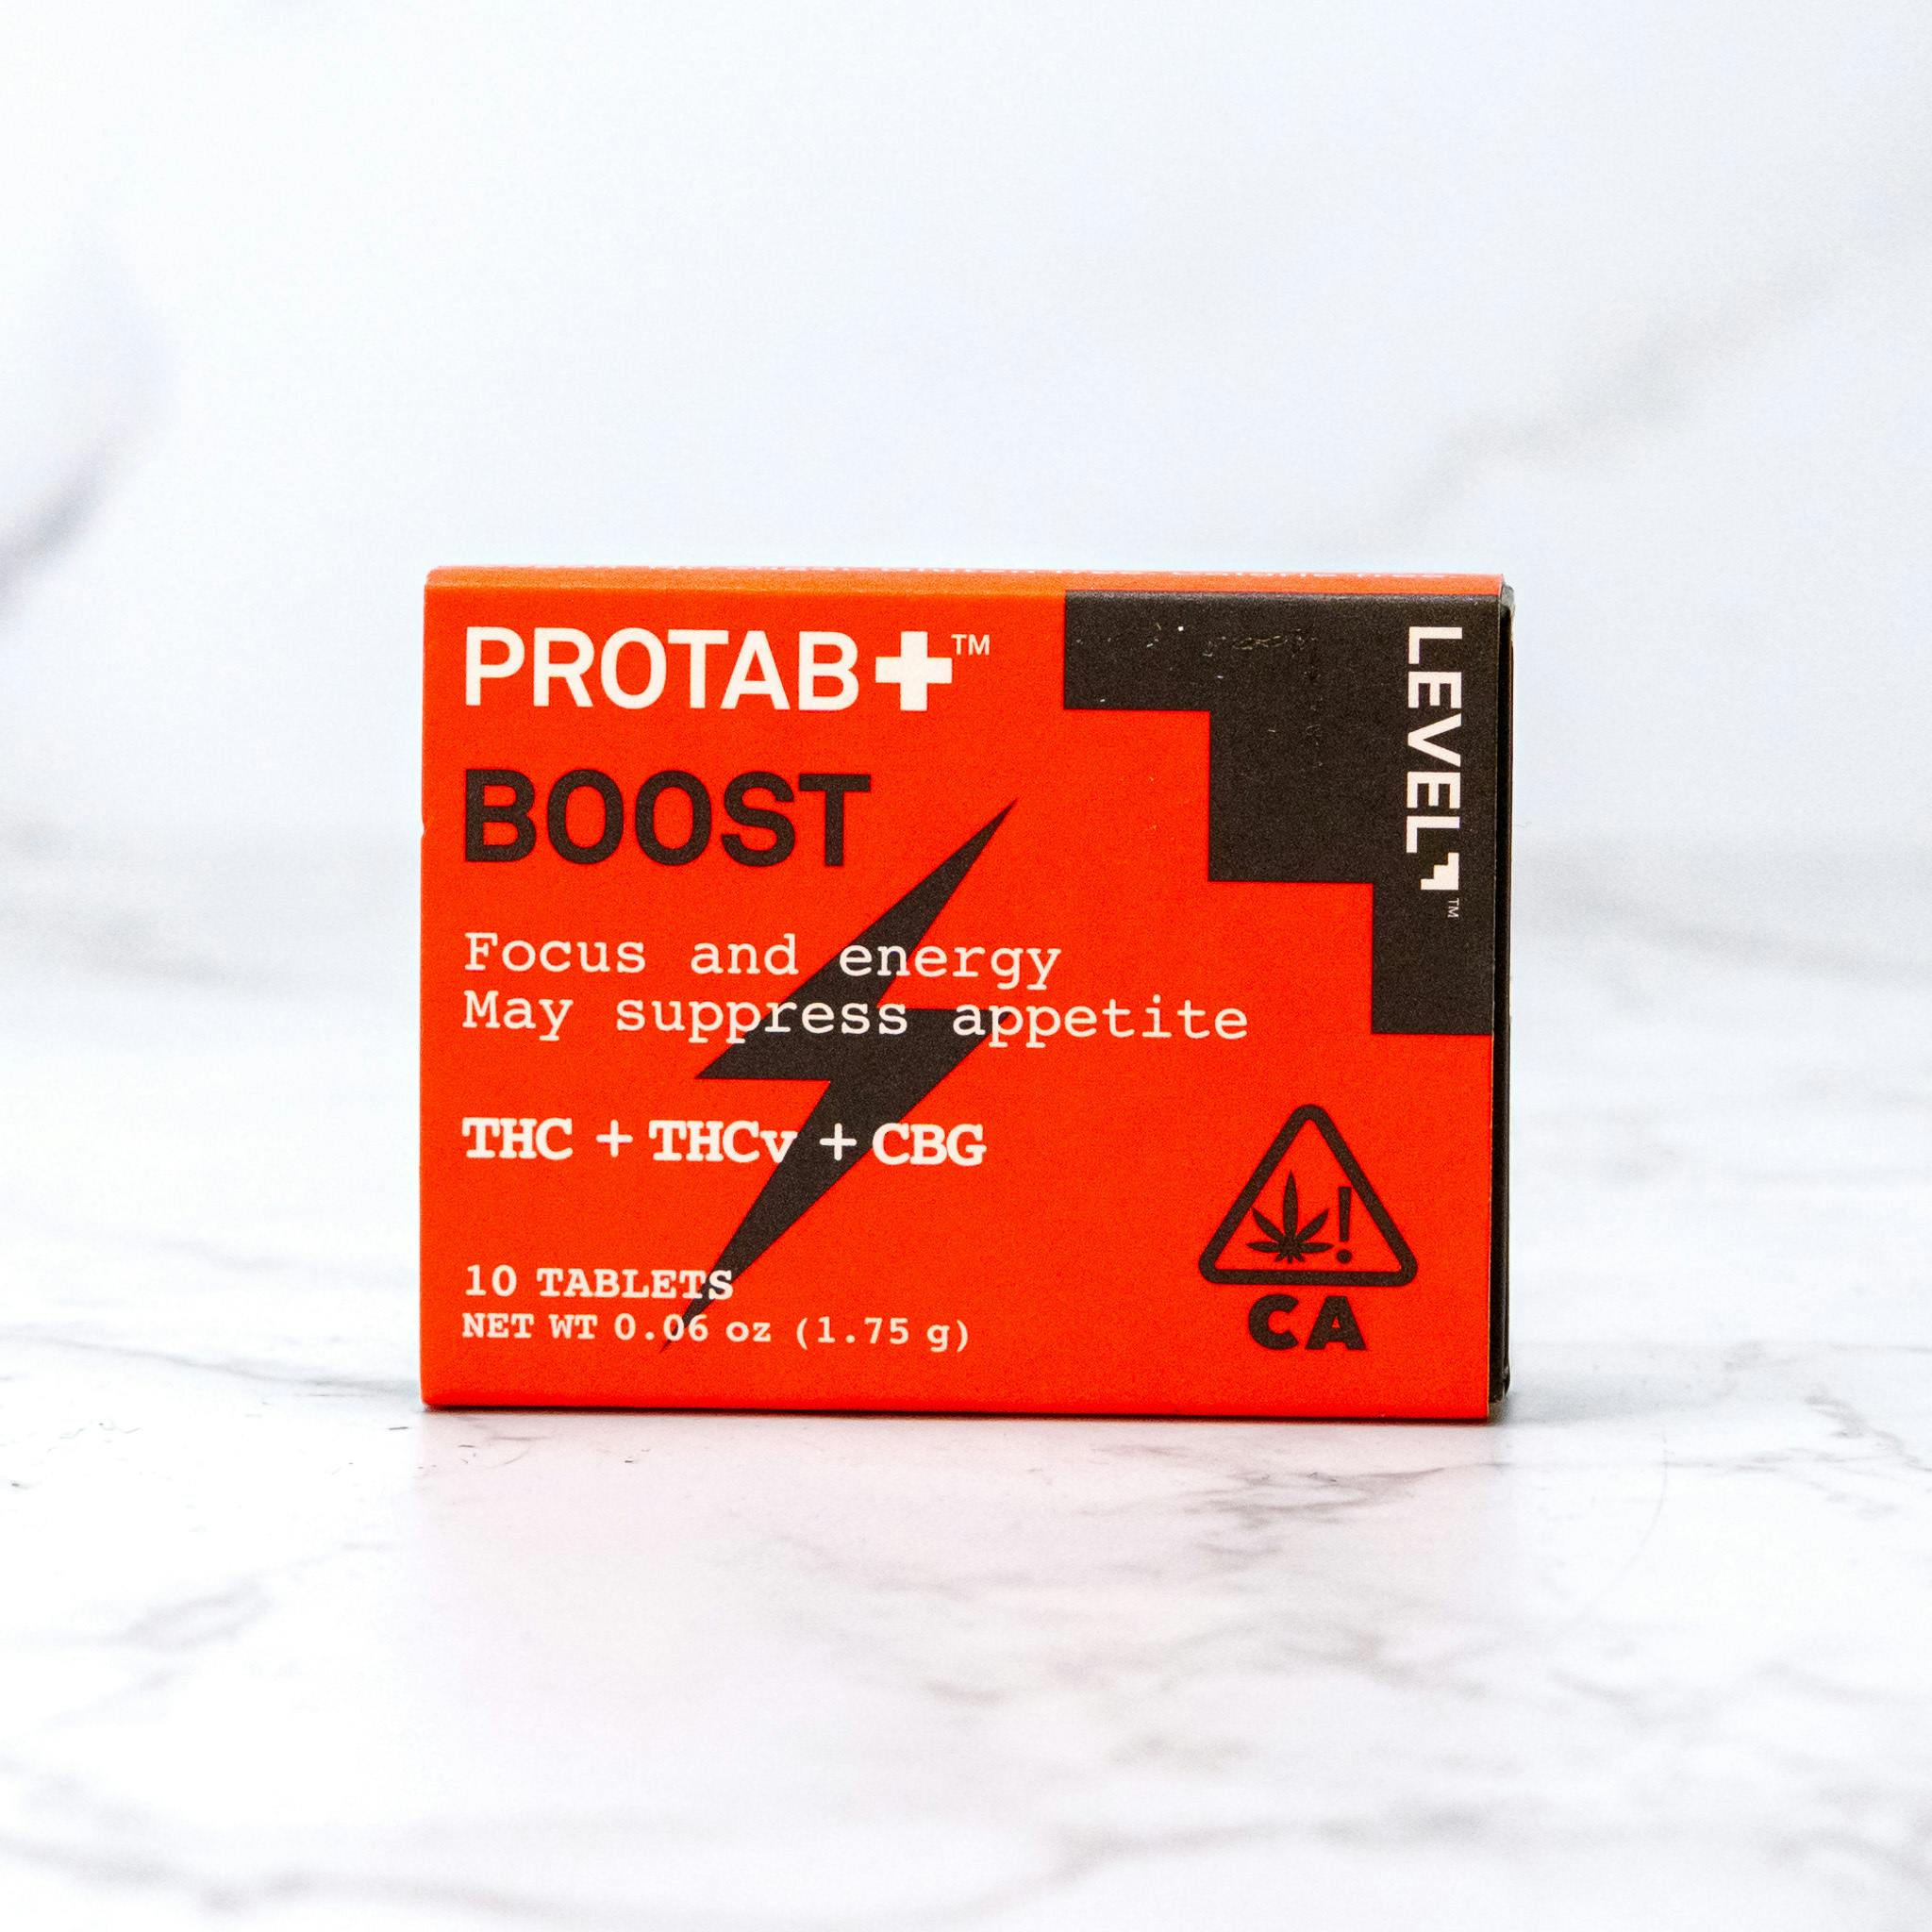 PROTAB+™
LEVEL™
BOOST
Focus and energy
May suppress appetite
THC + THCv + CBG
10 TABLETS
NET WT 0.06 oz (1.75 g)
!
CA